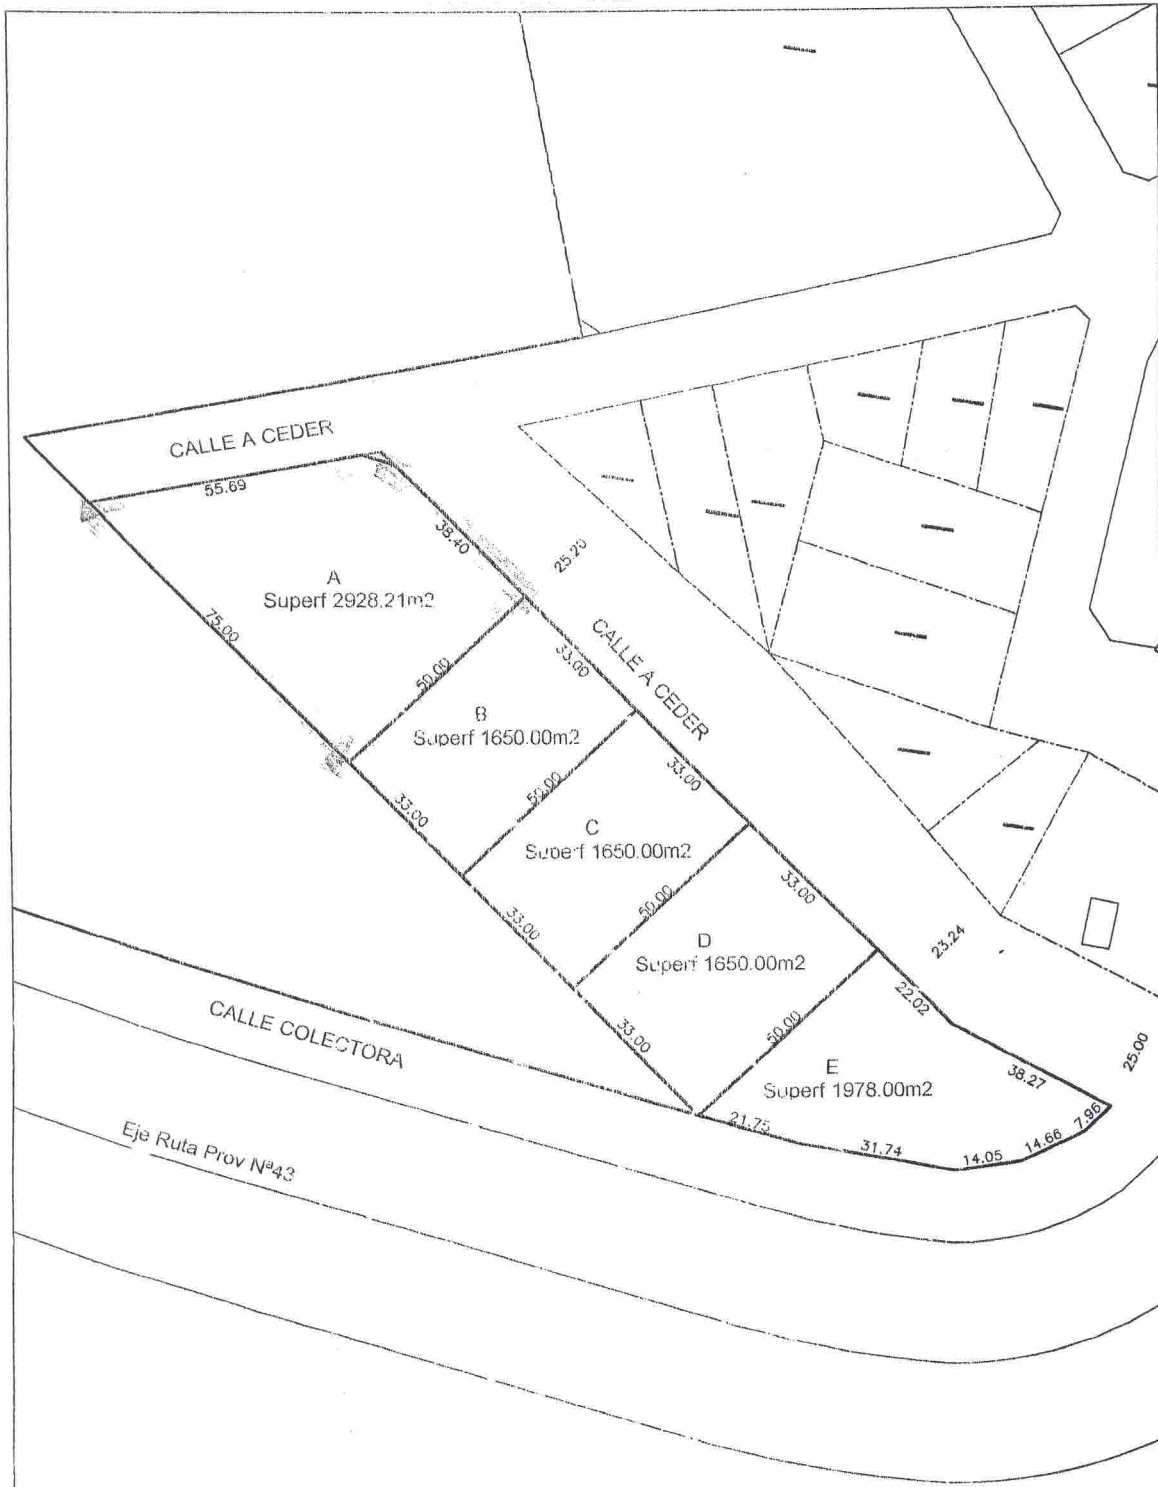 CALLE A CEDER
55.69
38.40
25.20
A
Superf 2928.21m2
75.00
50.00
33.00
CALLE A CEDER
B
Superf 1650.00m2
33.00
50.00
33.00
C
Superf 1650.00m2
33.00
50.00
33.00
D
Superf 1650.00m2
33.00
50.00
23.24
22.02
E
Superf 1978.00m2
38.27
25.00
21.75
31.74
14.05
14.66
7.96
CALLE COLECTORA
Eje Ruta Prov Nª43